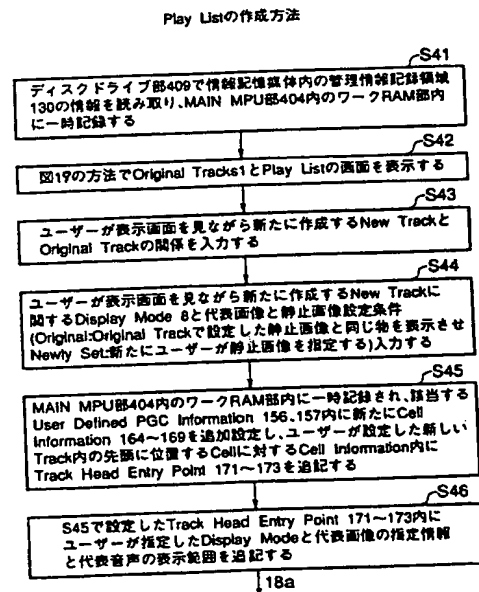 Play Listの作成方法
S41
ディスクドライブ部409で情報記憶媒体内の管理情報記録領域
130の情報を読み取り、MAIN MPU部404内のワークRAM部内
に一時記録する
S42
図19の方法でOriginal Tracks1とPlay Listの画面を表示する
S43
ユーザーが表示画面を見ながら新たに作成するNew Trackと
Original Trackの関係を入力する
S44
ユーザーが表示画面を見ながら新たに作成するNew Trackに
関するDisplay Mode 8と代表画像と静止画像設定条件
(Original:Original Trackで設定した静止画像と同じ物を表示させ
Newly Set:新たにユーザーが静止画像を指定する)入力する
S45
MAIN MPU部404内のワークRAM部内に一時記録され、該当する
User Defined PGC Information 156、157内に新たにCell
Information 164～169を追加設定し、ユーザーが設定した新しい
Track内の先頭に位置するCellに対するCell Information内に
Track Head Entry Point 171～173を追記する
S46
S45で設定したTrack Head Entry Point 171～173内に
ユーザーが指定したDisplay Modeと代表画像の指定情報
と代表音声の表示範囲を追記する
18a